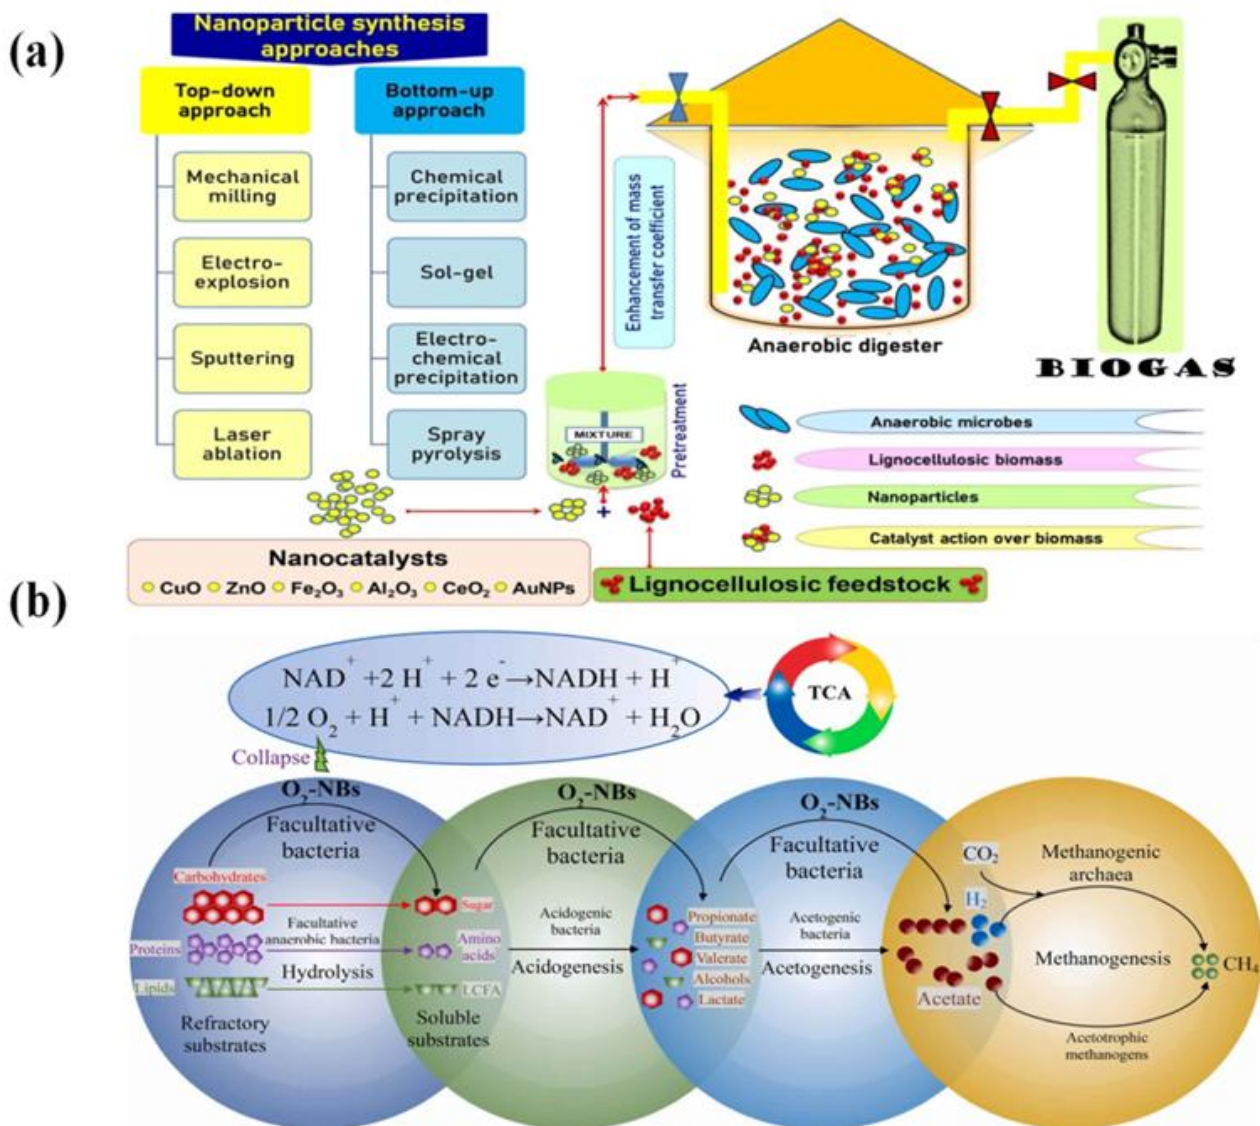 (a)
Nanoparticle synthesis
approaches
Top-down
approach
Bottom-up
approach
Mechanical
milling
Electro-
explosion
Sputtering
Laser
ablation
Chemical
precipitation
Sol-gel
Electro-
chemical
precipitation
Spray
pyrolysis
Enhancement of mass
transfer coefficient
MIXTURE
Pretreatment
+
Anaerobic digester
BIOGAS
Anaerobic microbes
Lignocellulosic biomass
Nanoparticles
Catalyst action over biomass
Nanocatalysts
CuO ZnO Fe₂O₃ Al₂O₃ CeO₂ AuNPs
Lignocellulosic feedstock
(b)
NAD⁺ +2 H⁺ + 2 e⁻→NADH + H⁺
1/2 O₂ + H⁺ + NADH→NAD⁺ + H₂O
TCA
Collapse
O₂-NBs
Facultative
bacteria
Carbohydrates
Proteins
Lipids
Facultative
anaerobic bacteria
Hydrolysis
Refractory
substrates
O₂-NBs
Facultative
bacteria
Sugar
Amino
acids
LCFA
Soluble
substrates
Acidogenic
bacteria
Acidogenesis
O₂-NBs
Facultative
bacteria
Propionate
Butyrate
Valerate
Alcohols
Lactate
Acetogenic
bacteria
Acetogenesis
CO₂
H₂
Acetate
Methanogenic
archaea
Methanogenesis
CH₄
Acetotrophic
methanogens